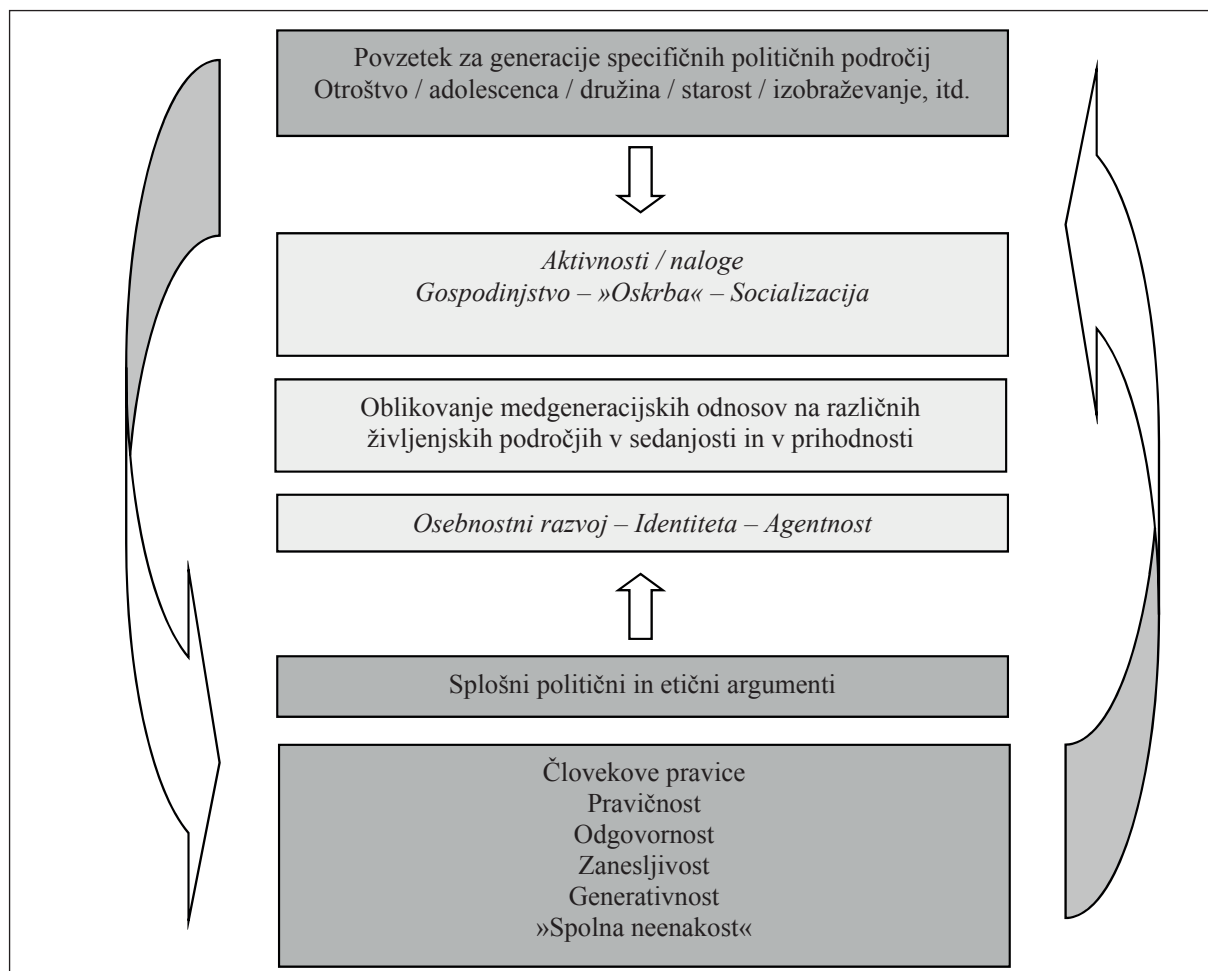 Povzetek za generacije specifičnih političnih področij
Otroštvo / adolescenca / družina / starost / izobraževanje, itd.
Aktivnosti / naloge
Gospodinjstvo – »Oskrba« – Socializacija
Oblikovanje medgeneracijskih odnosov na različnih
življenjskih področjih v sedanjosti in v prihodnosti
Osebnostni razvoj – Identiteta – Agentnost
Splošni politični in etični argumenti
Človekove pravice
Pravičnost
Odgovornost
Zanesljivost
Generativnost
»Spolna neenakost«